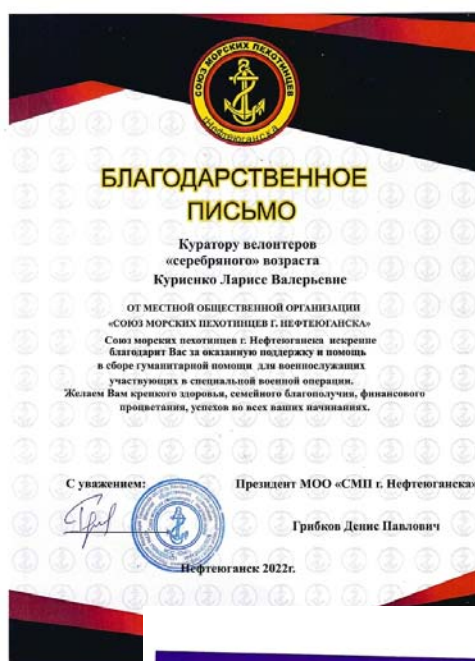 СОЮЗ МОРСКИХ ПЕХОТИНЦЕВ
г.Нефтеюганска
БЛАГОДАРСТВЕННОЕ
ПИСЬМО
Куратору велонтеров
«серебряного» возраста
Куриенко Ларисе Валерьевне
ОТ МЕСТНОЙ ОБЩЕСТВЕННОЙ ОРГАНИЗАЦИИ
«СОЮЗ МОРСКИХ ПЕХОТИНЦЕВ Г. НЕФТЕЮГАНСКА»
Союз морских пехотинцев г. Нефтеюганска искренне
благодарит Вас за оказанную поддержку и помощь
в сборе гуманитарной помощи для военнослужащих
участвующих в специальной военной операции.
Желаем Вам крепкого здоровья, семейного благополучия, финансового
процветания, успехов во всех ваших начинаниях.
С уважением: Президент МОО «СМП г. Нефтеюганска»
Грибков Денис Павлович
Нефтеюганск 2022г.